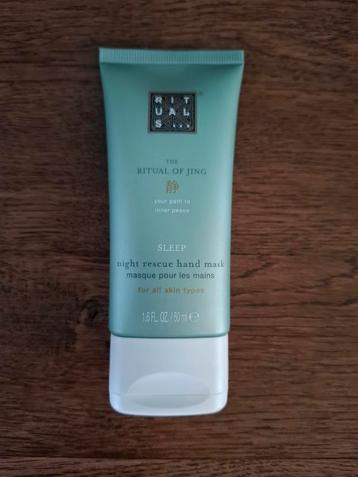 RIT
UAL
S...
THE
RITUAL OF JING
静
your path to
inner peace
SLEEP
night rescue hand mask
masque pour les mains
for all skin types
1.6 FL. OZ. / 50 ml ℮